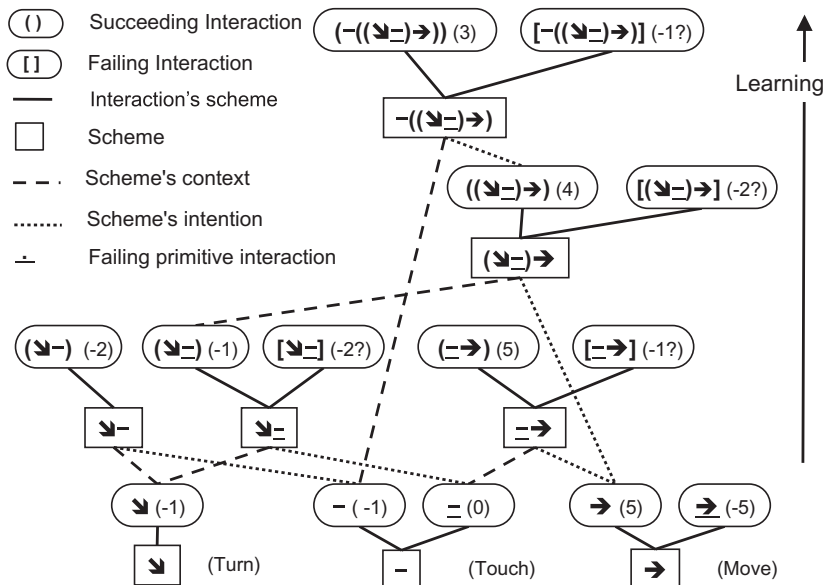 ( ) Succeeding Interaction
[ ] Failing Interaction
Interaction's scheme
Scheme
Scheme's context
Scheme's intention
Failing primitive interaction
Learning
(−((➘<u>−</u>)➔)) (3) [−((➘<u>−</u>)➔)] (-1?)
−((➘<u>−</u>)➔)
((➘<u>−</u>)➔) (4) [(➘<u>−</u>)➔] (-2?)
(➘<u>−</u>)➔
(➘−) (-2) (➘<u>−</u>) (-1) [➘<u>−</u>] (-2?) (<u>−</u>➔) (5) [<u>−</u>➔] (-1?)
➘− ➘<u>−</u> <u>−</u>➔
➘ (-1) − ( -1) <u>−</u> (0) ➔ (5) <u>➔</u> (-5)
➘ (Turn) − (Touch) ➔ (Move)